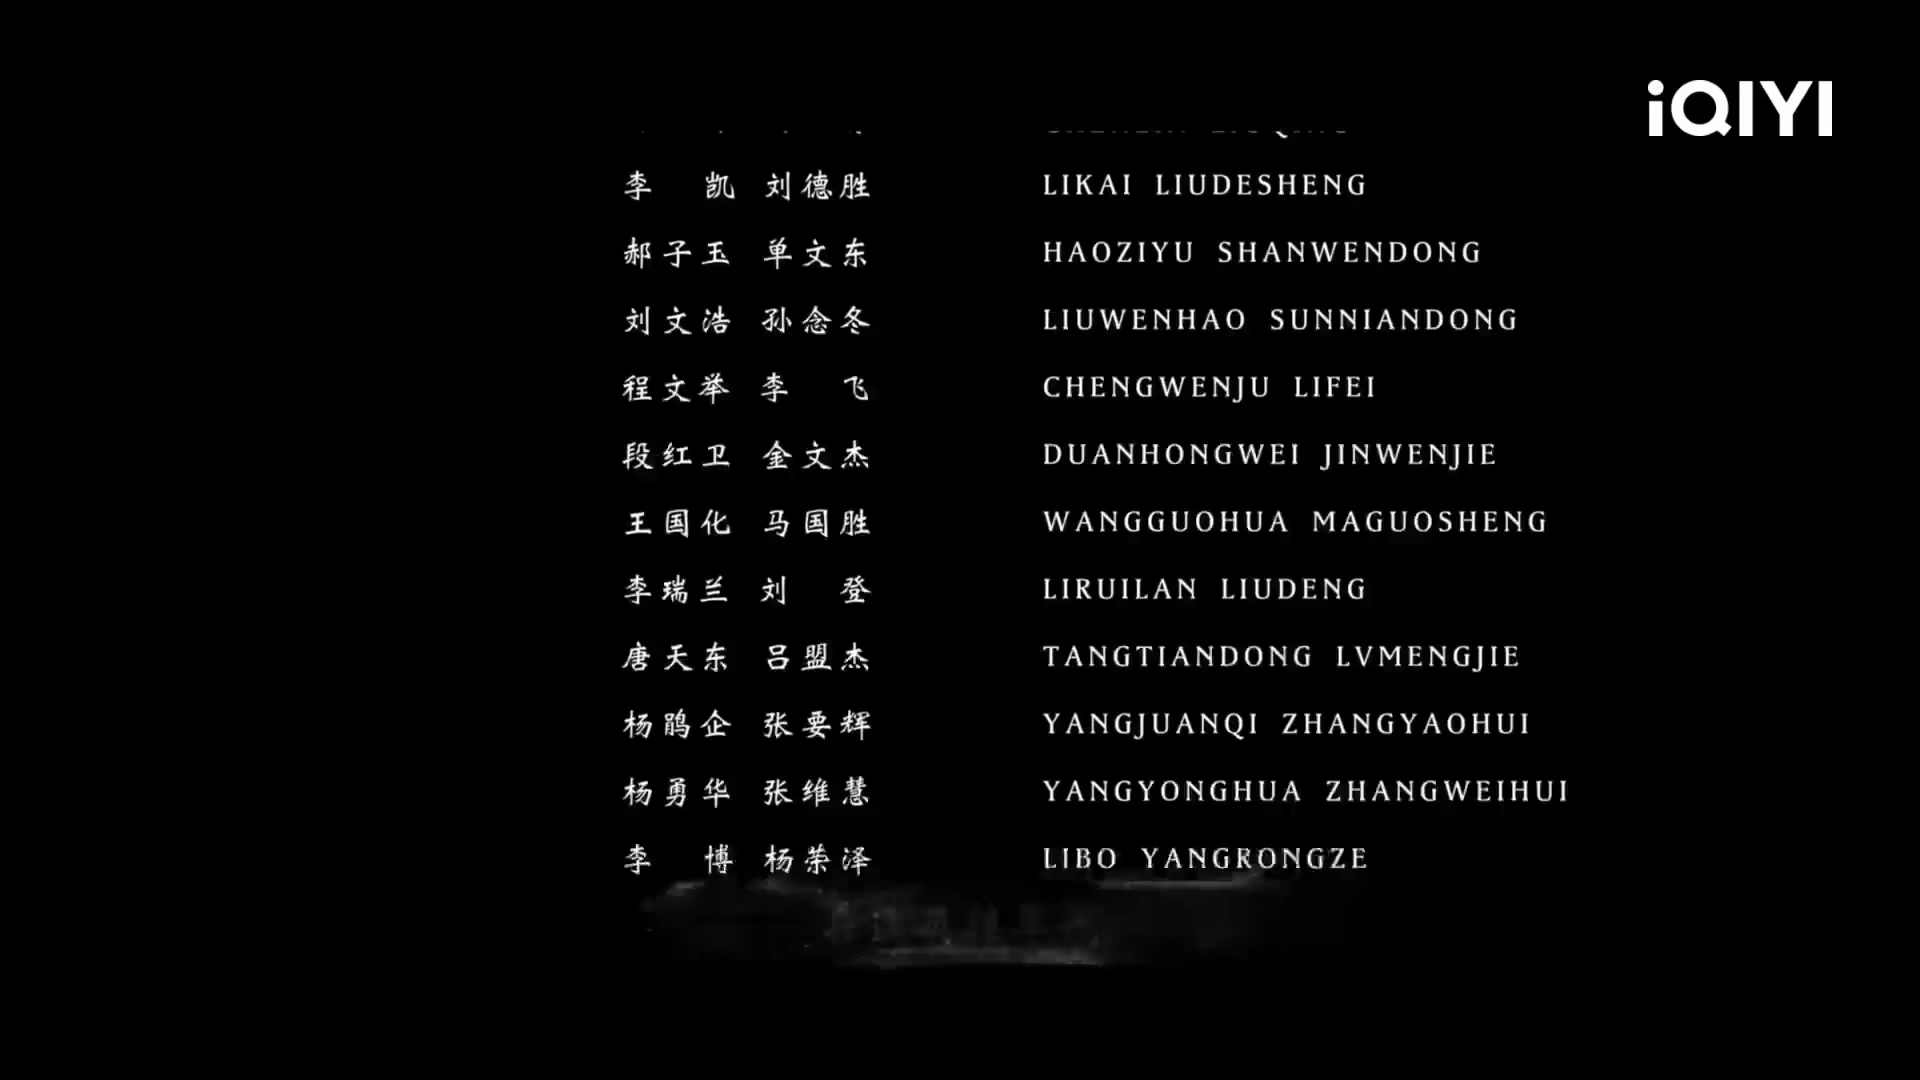 iQIYI
李 凯 刘德胜 LIKAI LIUDESHENG
郝子玉 单文东 HAOZIYU SHANWENDONG
刘文浩 孙念冬 LIUWENHAO SUNNIANDONG
程文举 李 飞 CHENGWENJU LIFEI
段红卫 金文杰 DUANHONGWEI JINWENJIE
王国化 马国胜 WANGGUOHUA MAGUOSHENG
李瑞兰 刘 登 LIRUILAN LIUDENG
唐天东 吕盟杰 TANGTIANDONG LVMENGJIE
杨鹃企 张要辉 YANGJUANQI ZHANGYAOHUI
杨勇华 张维慧 YANGYONGHUA ZHANGWEIHUI
李 博 杨荣泽 LIBO YANGRONGZE